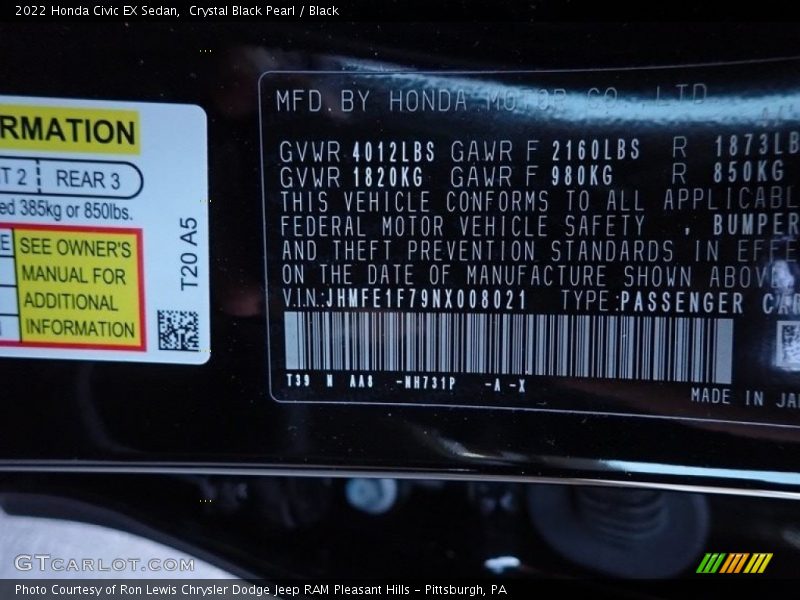 2022 Honda Civic EX Sedan, Crystal Black Pearl / Black
RMATION
T 2 REAR 3
ed 385kg or 850lbs.
E SEE OWNER'S
MANUAL FOR
ADDITIONAL
INFORMATION
T20 A5
MFD. BY HONDA MOTOR CO., LTD
GVWR 4012LBS GAWR F 2160LBS R 1873LB
GVWR 1820KG GAWR F 980KG R 850KG
THIS VEHICLE CONFORMS TO ALL APPLICABL
FEDERAL MOTOR VEHICLE SAFETY , BUMPER
AND THEFT PREVENTION STANDARDS IN EFFE
ON THE DATE OF MANUFACTURE SHOWN ABOVE
V.I.N.:JHMFE1F79NX008021 TYPE:PASSENGER CAR
T39 N AA8 -NH731P -A -X
MADE IN JAP
GTCARLOT.COM
Photo Courtesy of Ron Lewis Chrysler Dodge Jeep RAM Pleasant Hills - Pittsburgh, PA